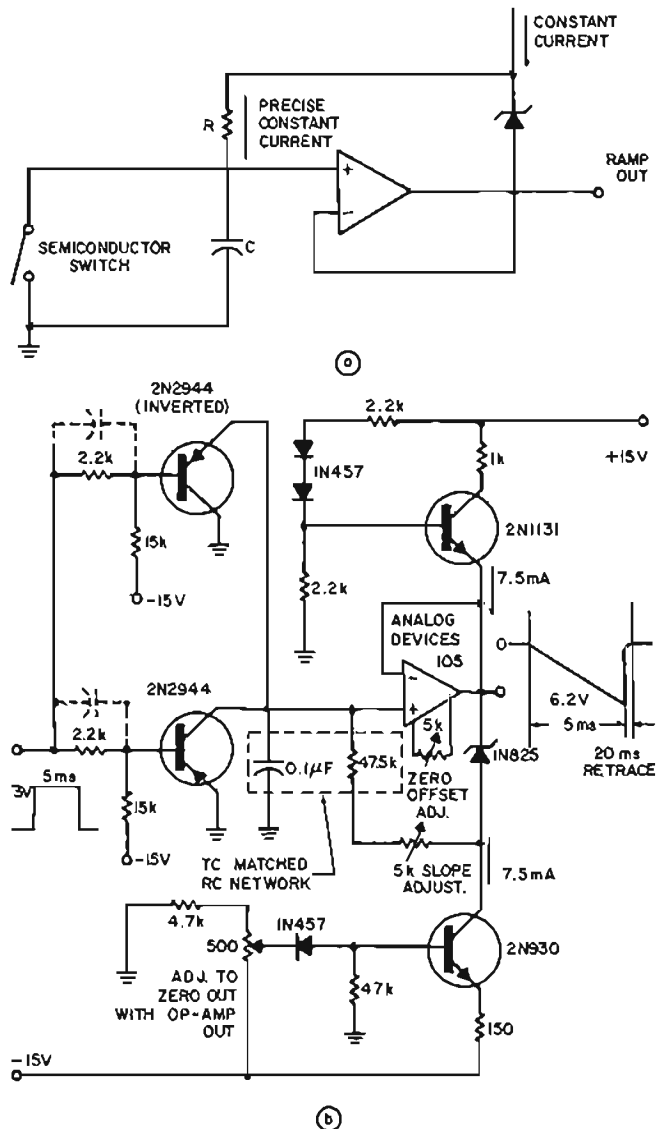 CONSTANT
CURRENT
R
PRECISE
CONSTANT
CURRENT
+
-
RAMP
OUT
SEMICONDUCTOR
SWITCH
C
a
2N2944
(INVERTED)
2.2k
15k
-15V
2.2k
1k
+15V
1N457
2N1131
2.2k
7.5mA
ANALOG
DEVICES
105
-
+
0
6.2V
5ms
20 ms
RETRACE
2N2944
2.2k
5ms
3V
15k
-15V
0.1μF
47.5k
5k
ZERO
OFFSET
ADJ.
1N825
TC MATCHED
RC NETWORK
5k SLOPE
ADJUST.
7.5mA
4.7k
500
1N457
2N930
ADJ. TO
ZERO OUT
WITH OP-AMP
OUT
47k
150
-15V
b